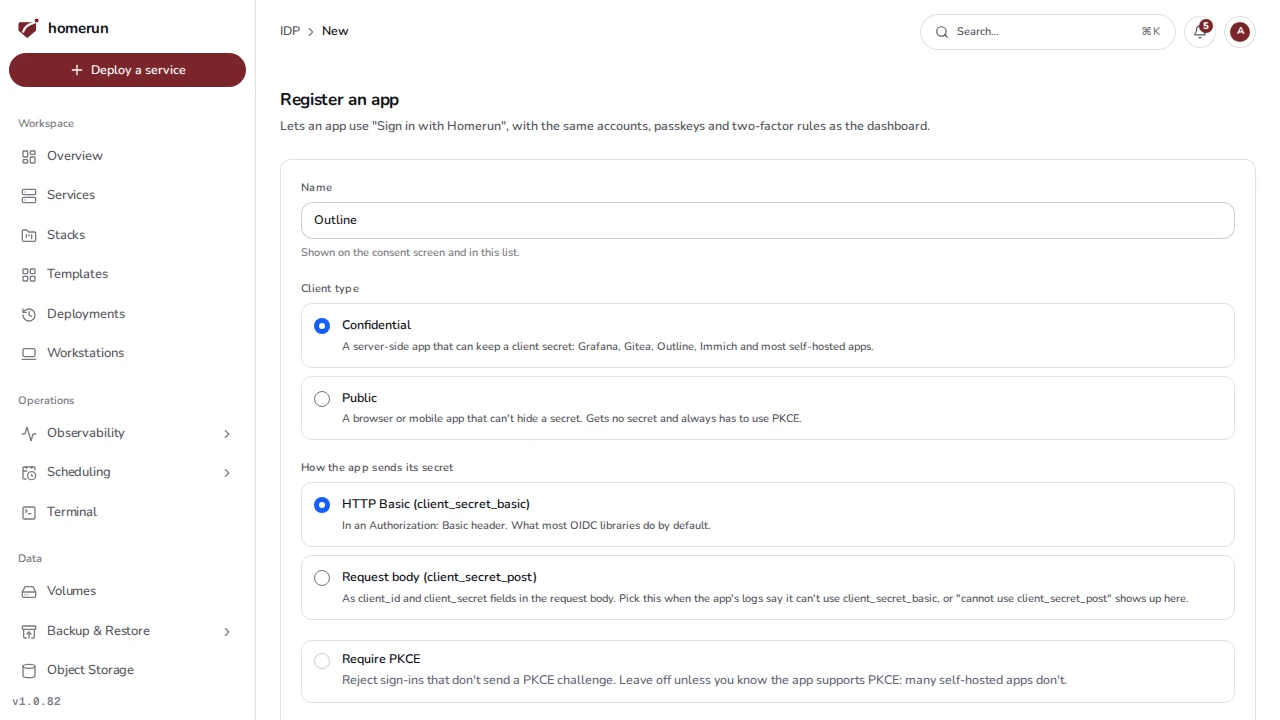 homerun
Deploy a service
Workspace
Overview
Services
Stacks
Templates
Deployments
Workstations
Operations
Observability
Scheduling
Terminal
Data
Volumes
Backup & Restore
Object Storage
v1.0.82
IDP > New
Search... ⌘K
5
A
Register an app
Lets an app use "Sign in with Homerun", with the same accounts, passkeys and two-factor rules as the dashboard.
Name
Outline
Shown on the consent screen and in this list.
Client type
Confidential
A server-side app that can keep a client secret: Grafana, Gitea, Outline, Immich and most self-hosted apps.
Public
A browser or mobile app that can't hide a secret. Gets no secret and always has to use PKCE.
How the app sends its secret
HTTP Basic (client_secret_basic)
In an Authorization: Basic header. What most OIDC libraries do by default.
Request body (client_secret_post)
As client_id and client_secret fields in the request body. Pick this when the app's logs say it can't use client_secret_basic, or "cannot use client_secret_post" shows up here.
Require PKCE
Reject sign-ins that don't send a PKCE challenge. Leave off unless you know the app supports PKCE: many self-hosted apps don't.